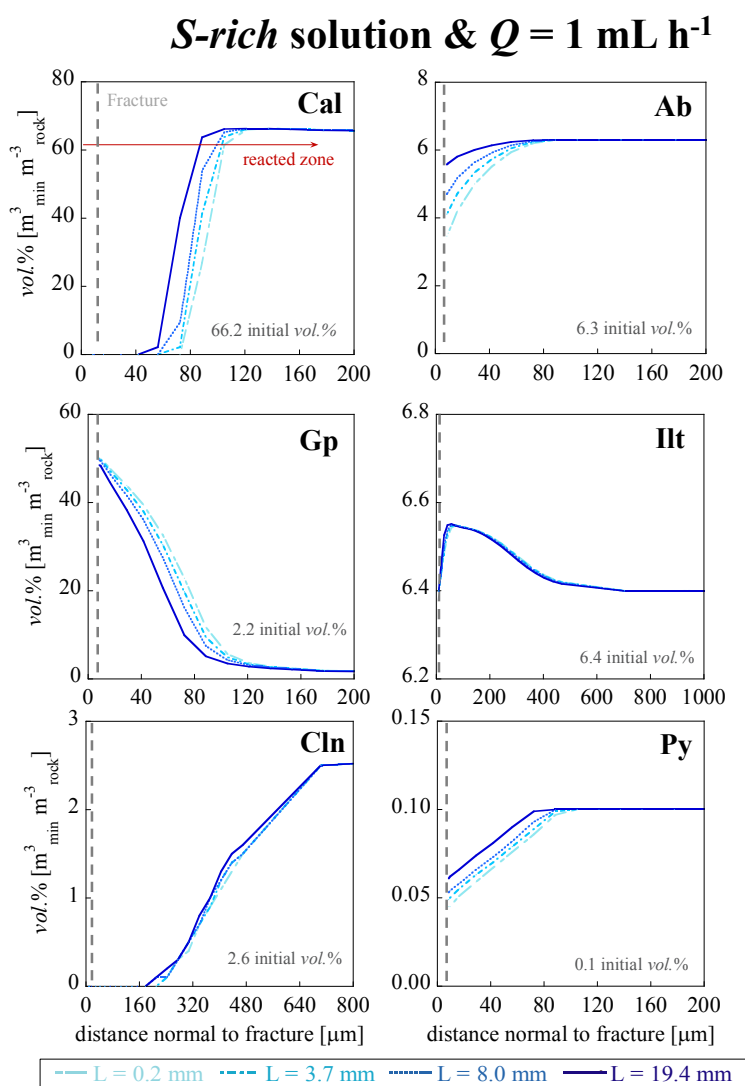 S-rich solution & Q = 1 mL h-1
Fracture
Cal
reacted zone
66.2 initial vol.%
vol.% [m3min m-3rock]
80
60
40
20
0
0 40 80 120 160 200
Ab
6.3 initial vol.%
8
6
4
2
0
0 40 80 120 160 200
Gp
2.2 initial vol.%
vol.% [m3min m-3rock]
60
40
20
0
0 40 80 120 160 200
Ilt
6.4 initial vol.%
6.8
6.6
6.4
6.2
0 200 400 600 800 1000
Cln
2.6 initial vol.%
vol.% [m3min m-3rock]
3
2
1
0
0 160 320 480 640 800
distance normal to fracture [μm]
Py
0.1 initial vol.%
0.15
0.10
0.05
0.00
0 40 80 120 160 200
distance normal to fracture [μm]
L = 0.2 mm L = 3.7 mm L = 8.0 mm L = 19.4 mm